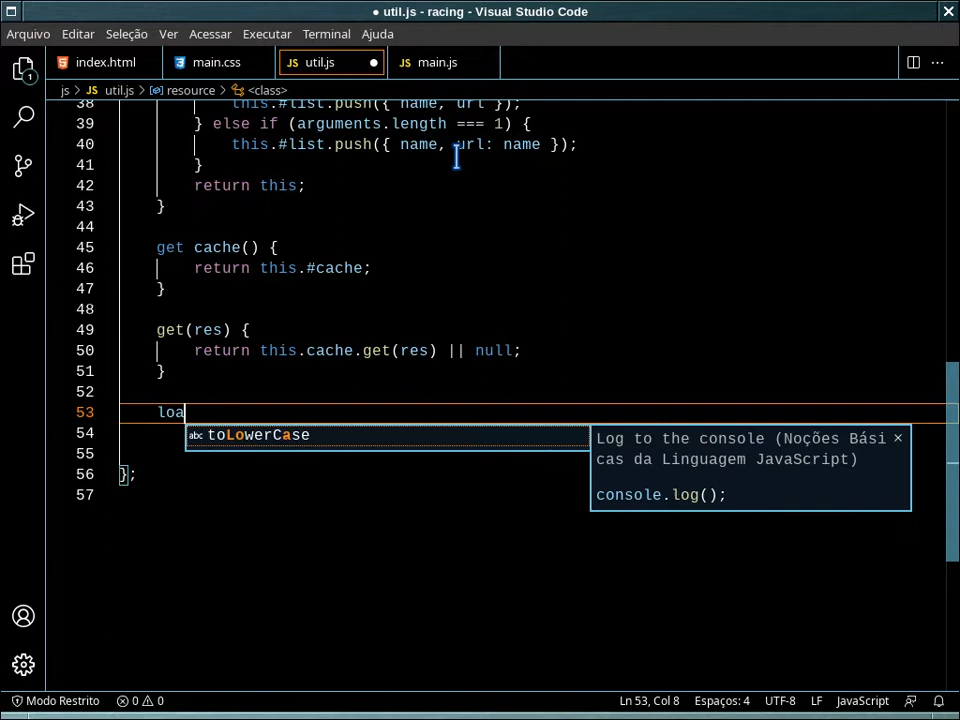 ● util.js - racing - Visual Studio Code
Arquivo Editar Seleção Ver Acessar Executar Terminal Ajuda
index.html main.css JS util.js ● JS main.js ···
js > JS util.js > resource > <class>
38 this.#list.push({ name, url });
39 } else if (arguments.length === 1) {
40 this.#list.push({ name, url: name });
41 }
42 return this;
43 }
44
45 get cache() {
46 return this.#cache;
47 }
48
49 get(res) {
50 return this.cache.get(res) || null;
51 }
52
53 loa
54
55
56 };
57
abc toLowerCase
Log to the console (Noções Bási
cas da Linguagem JavaScript)
console.log();
1
Modo Restrito 0 0 Ln 53, Col 8 Espaços: 4 UTF-8 LF JavaScript